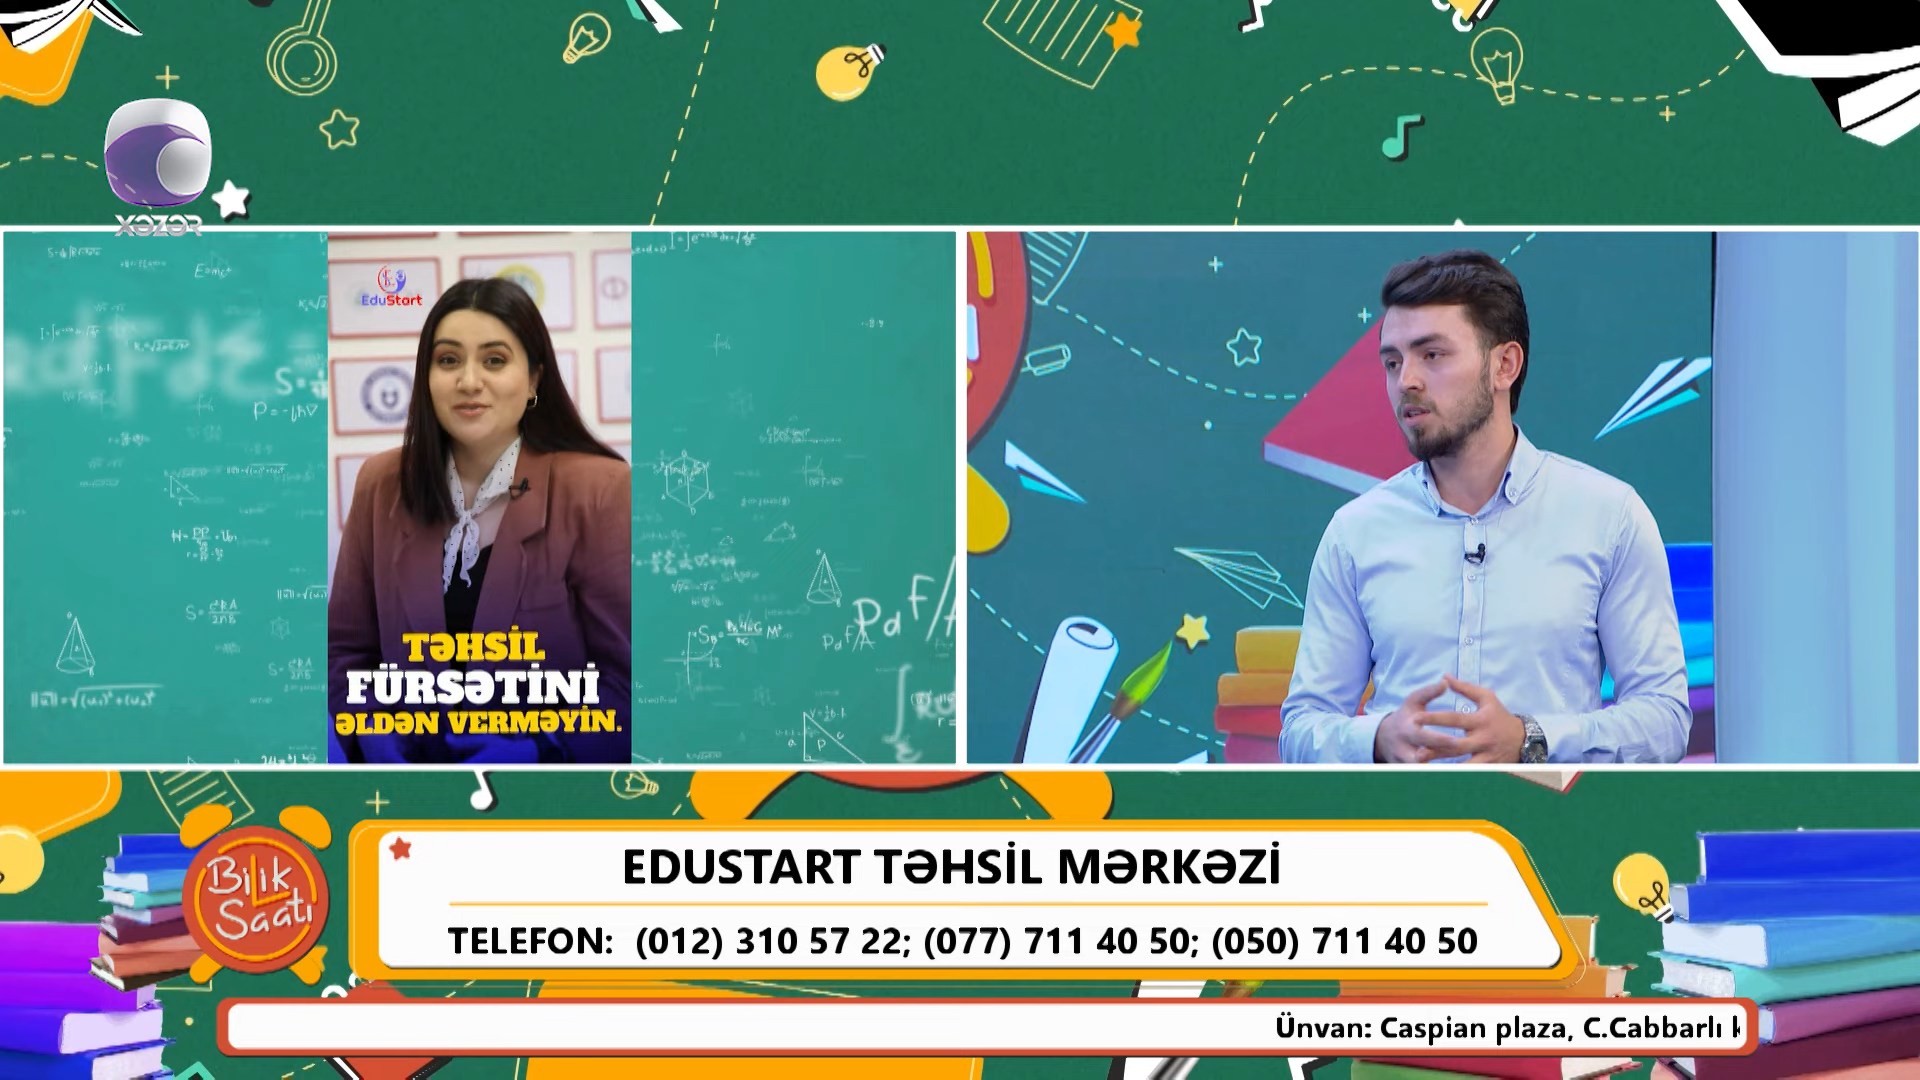 XƏZƏR
EduStart
TƏHSİL
FÜRSƏTİNİ
ƏLDƏN VERMƏYİN.
Bilik
Saatı
EDUSTART TƏHSİL MƏRKƏZİ
TELEFON: (012) 310 57 22; (077) 711 40 50; (050) 711 40 50
Ünvan: Caspian plaza, C.Cabbarlı